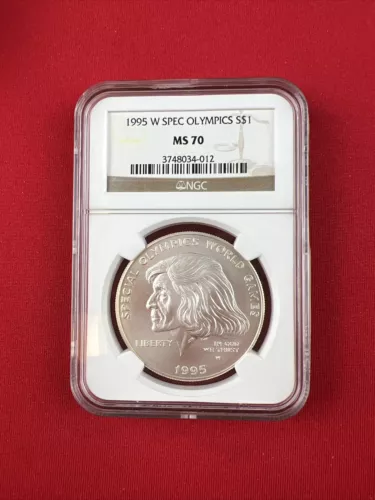 1995 W SPEC OLYMPICS S$1
MS 70
3748034-012
NGC
SPECIAL OLYMPICS WORLD GAMES
LIBERTY
IN GOD
WE TRUST
W
1995